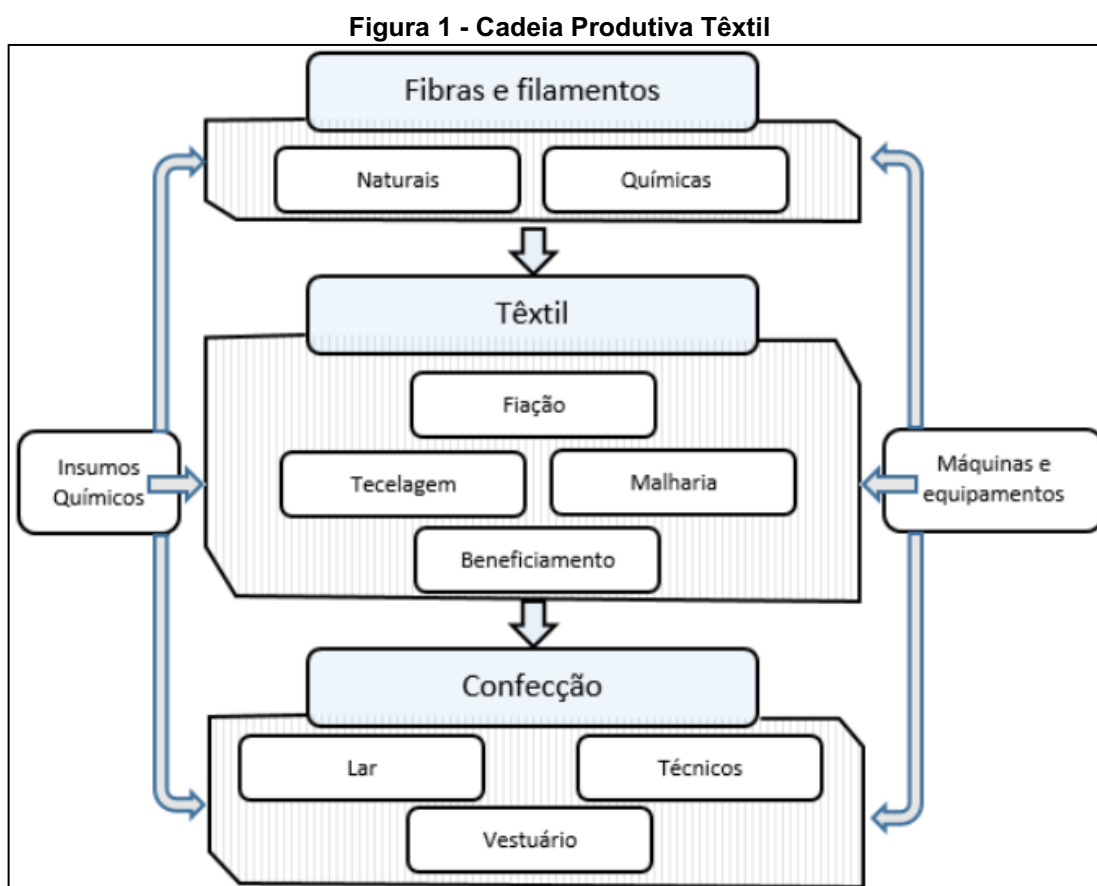 Figura 1 - Cadeia Produtiva Têxtil
Fibras e filamentos
Naturais
Químicas
Têxtil
Fiação
Tecelagem
Malharia
Beneficiamento
Insumos
Químicos
Máquinas e
equipamentos
Confecção
Lar
Técnicos
Vestuário